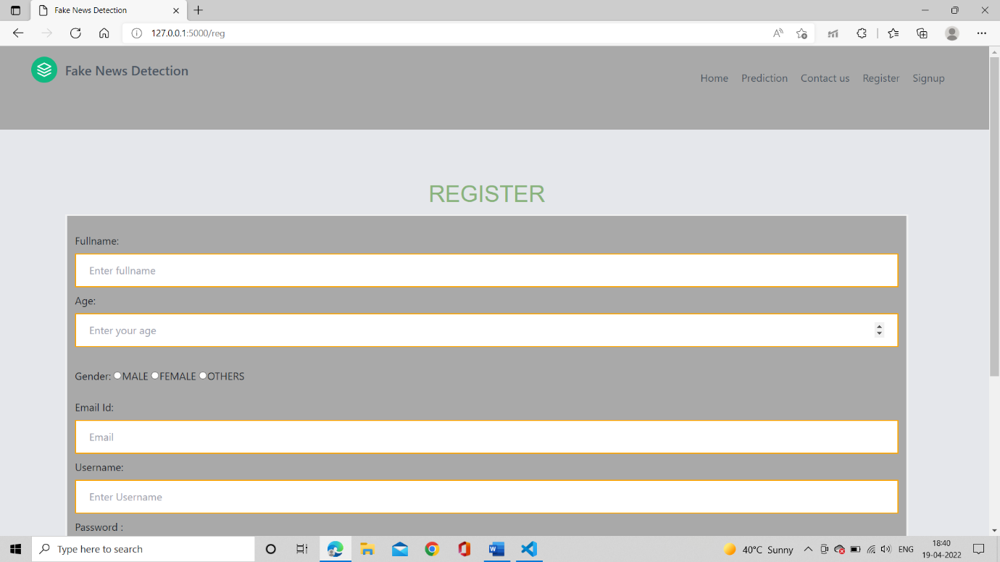 Fake News Detection
127.0.0.1:5000/reg
Fake News Detection
Home Prediction Contact us Register Signup
REGISTER
Fullname:
Enter fullname
Age:
Enter your age
Gender: MALE FEMALE OTHERS
Email Id:
Email
Username:
Enter Username
Password :
Type here to search
40°C Sunny
ENG
18:40
19-04-2022